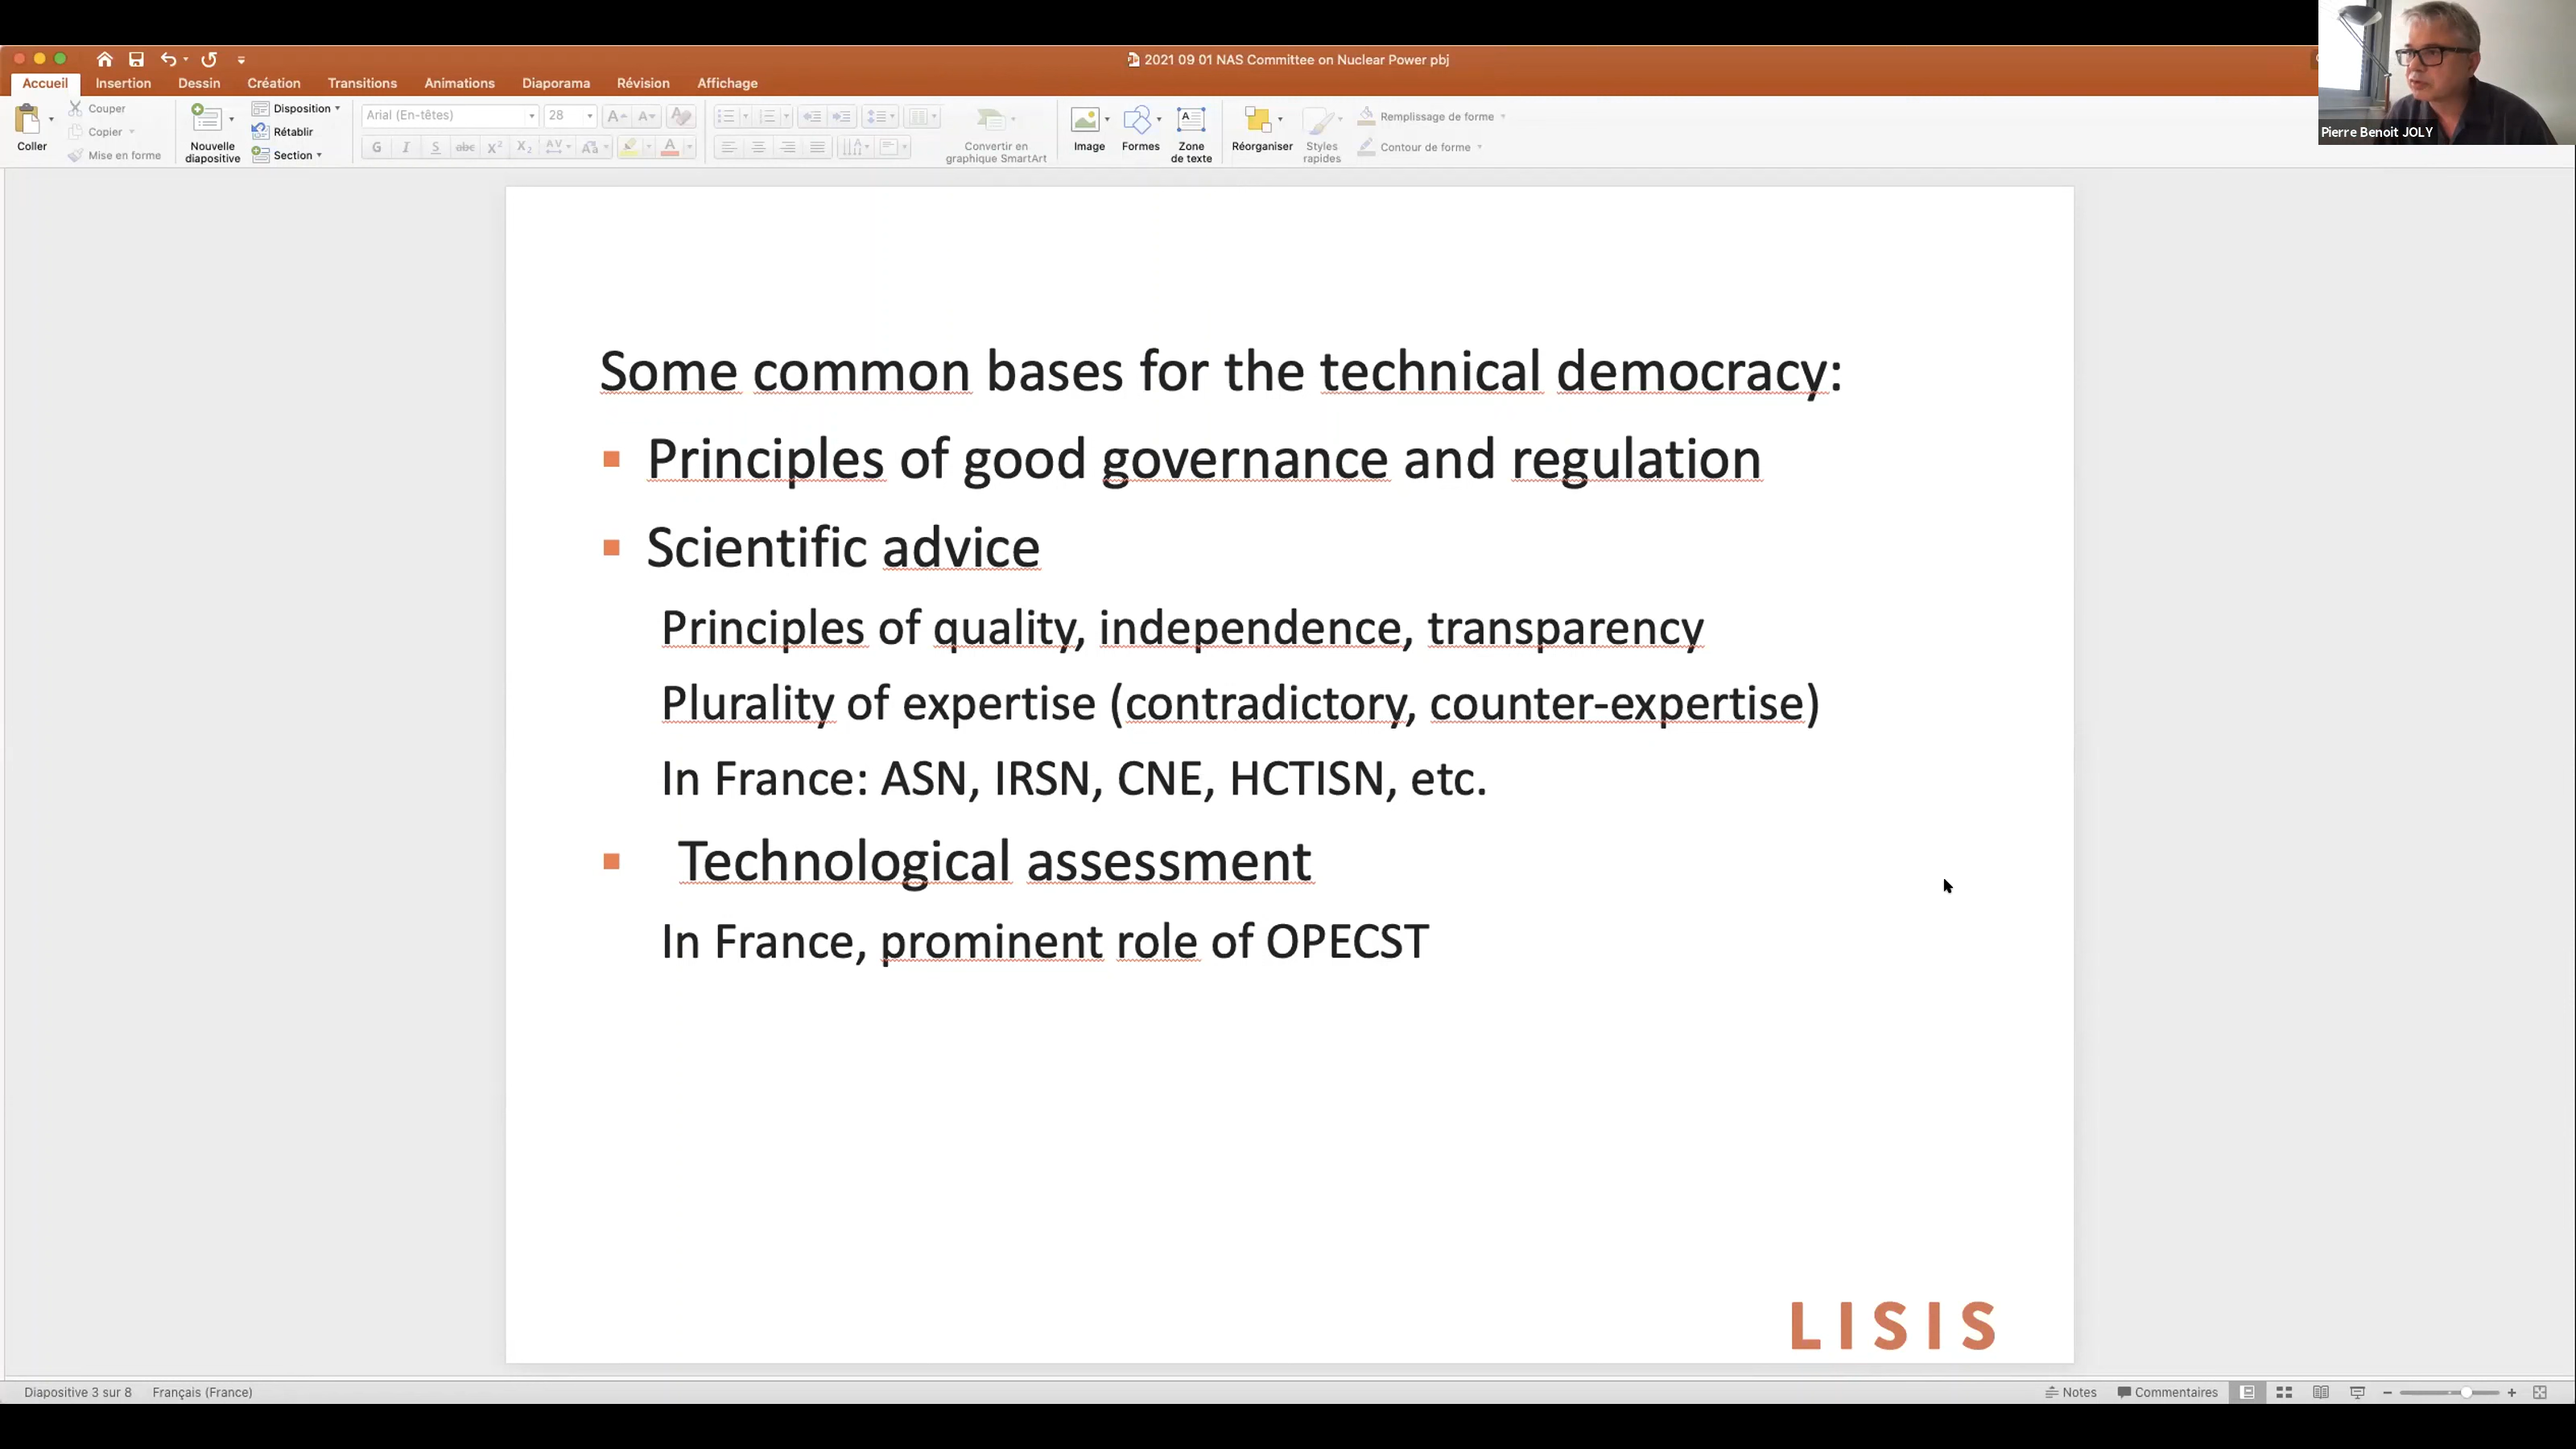 2021 09 01 NAS Committee on Nuclear Power pbj
Accueil Insertion Dessin Création Transitions Animations Diaporama Révision Affichage
Coller
Couper
Copier
Mise en forme
Nouvelle
diapositive
Disposition
Rétablir
Section
Arial (En-têtes) 28
G I S abc X² X₂ AV Aa A
Convertir en
graphique SmartArt
Image
Formes
Zone
de texte
Réorganiser
Styles
rapides
Remplissage de forme
Contour de forme
Pierre Benoit JOLY
Some common bases for the technical democracy:
Principles of good governance and regulation
Scientific advice
Principles of quality, independence, transparency
Plurality of expertise (contradictory, counter-expertise)
In France: ASN, IRSN, CNE, HCTISN, etc.
Technological assessment
In France, prominent role of OPECST
LISIS
Diapositive 3 sur 8 Français (France) Notes Commentaires